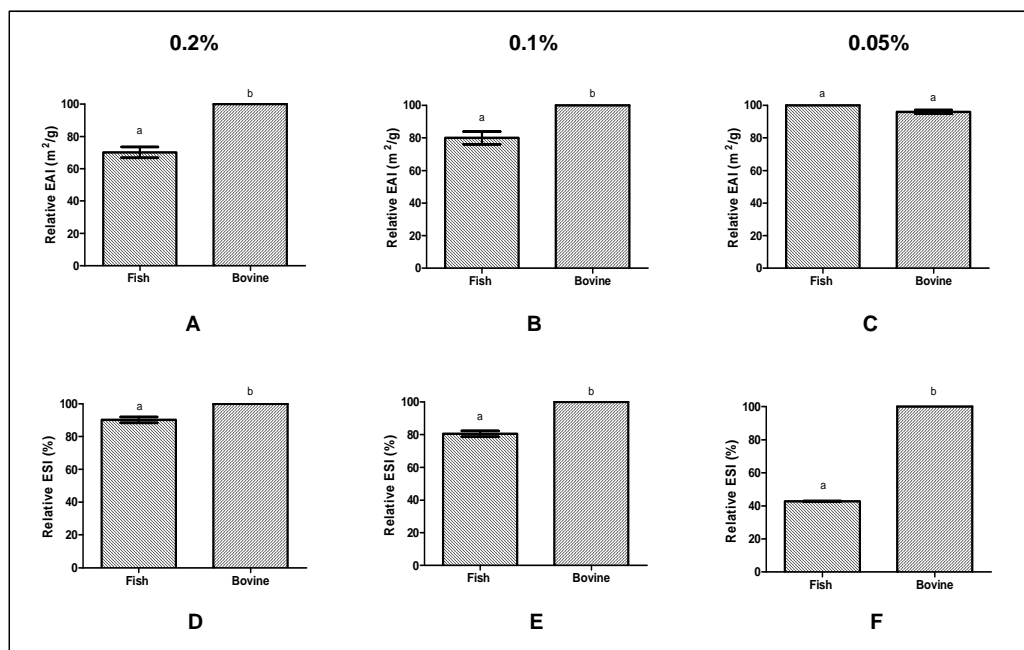 0.2% 0.1% 0.05%
Relative EAI (m2/g)
100
80
60
40
20
0
a
b
Fish Bovine
A
Relative EAI (m2/g)
100
80
60
40
20
0
a
b
Fish Bovine
B
Relative EAI (m2/g)
100
80
60
40
20
0
a
a
Fish Bovine
C
Relative ESI (%)
100
80
60
40
20
0
a
b
Fish Bovine
D
Relative ESI (%)
100
80
60
40
20
0
a
b
Fish Bovine
E
Relative ESI (%)
100
80
60
40
20
0
a
b
Fish Bovine
F